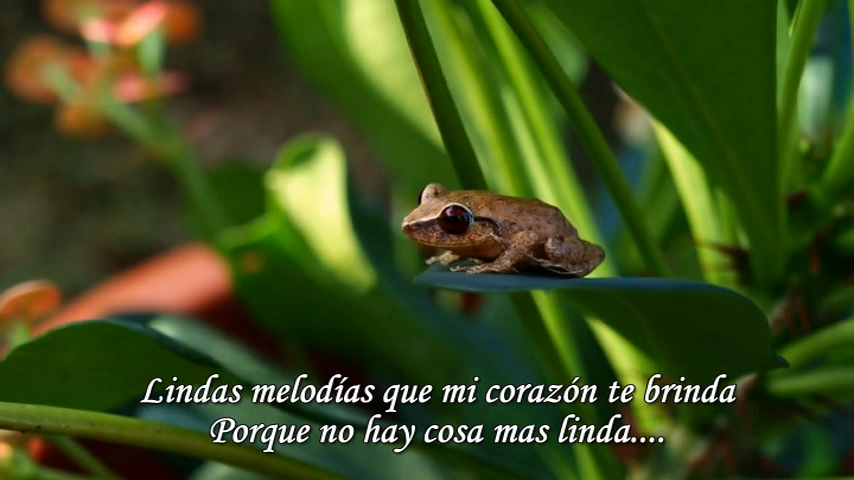 Lindas melodías que mi corazón te brinda
Porque no hay cosa mas linda....